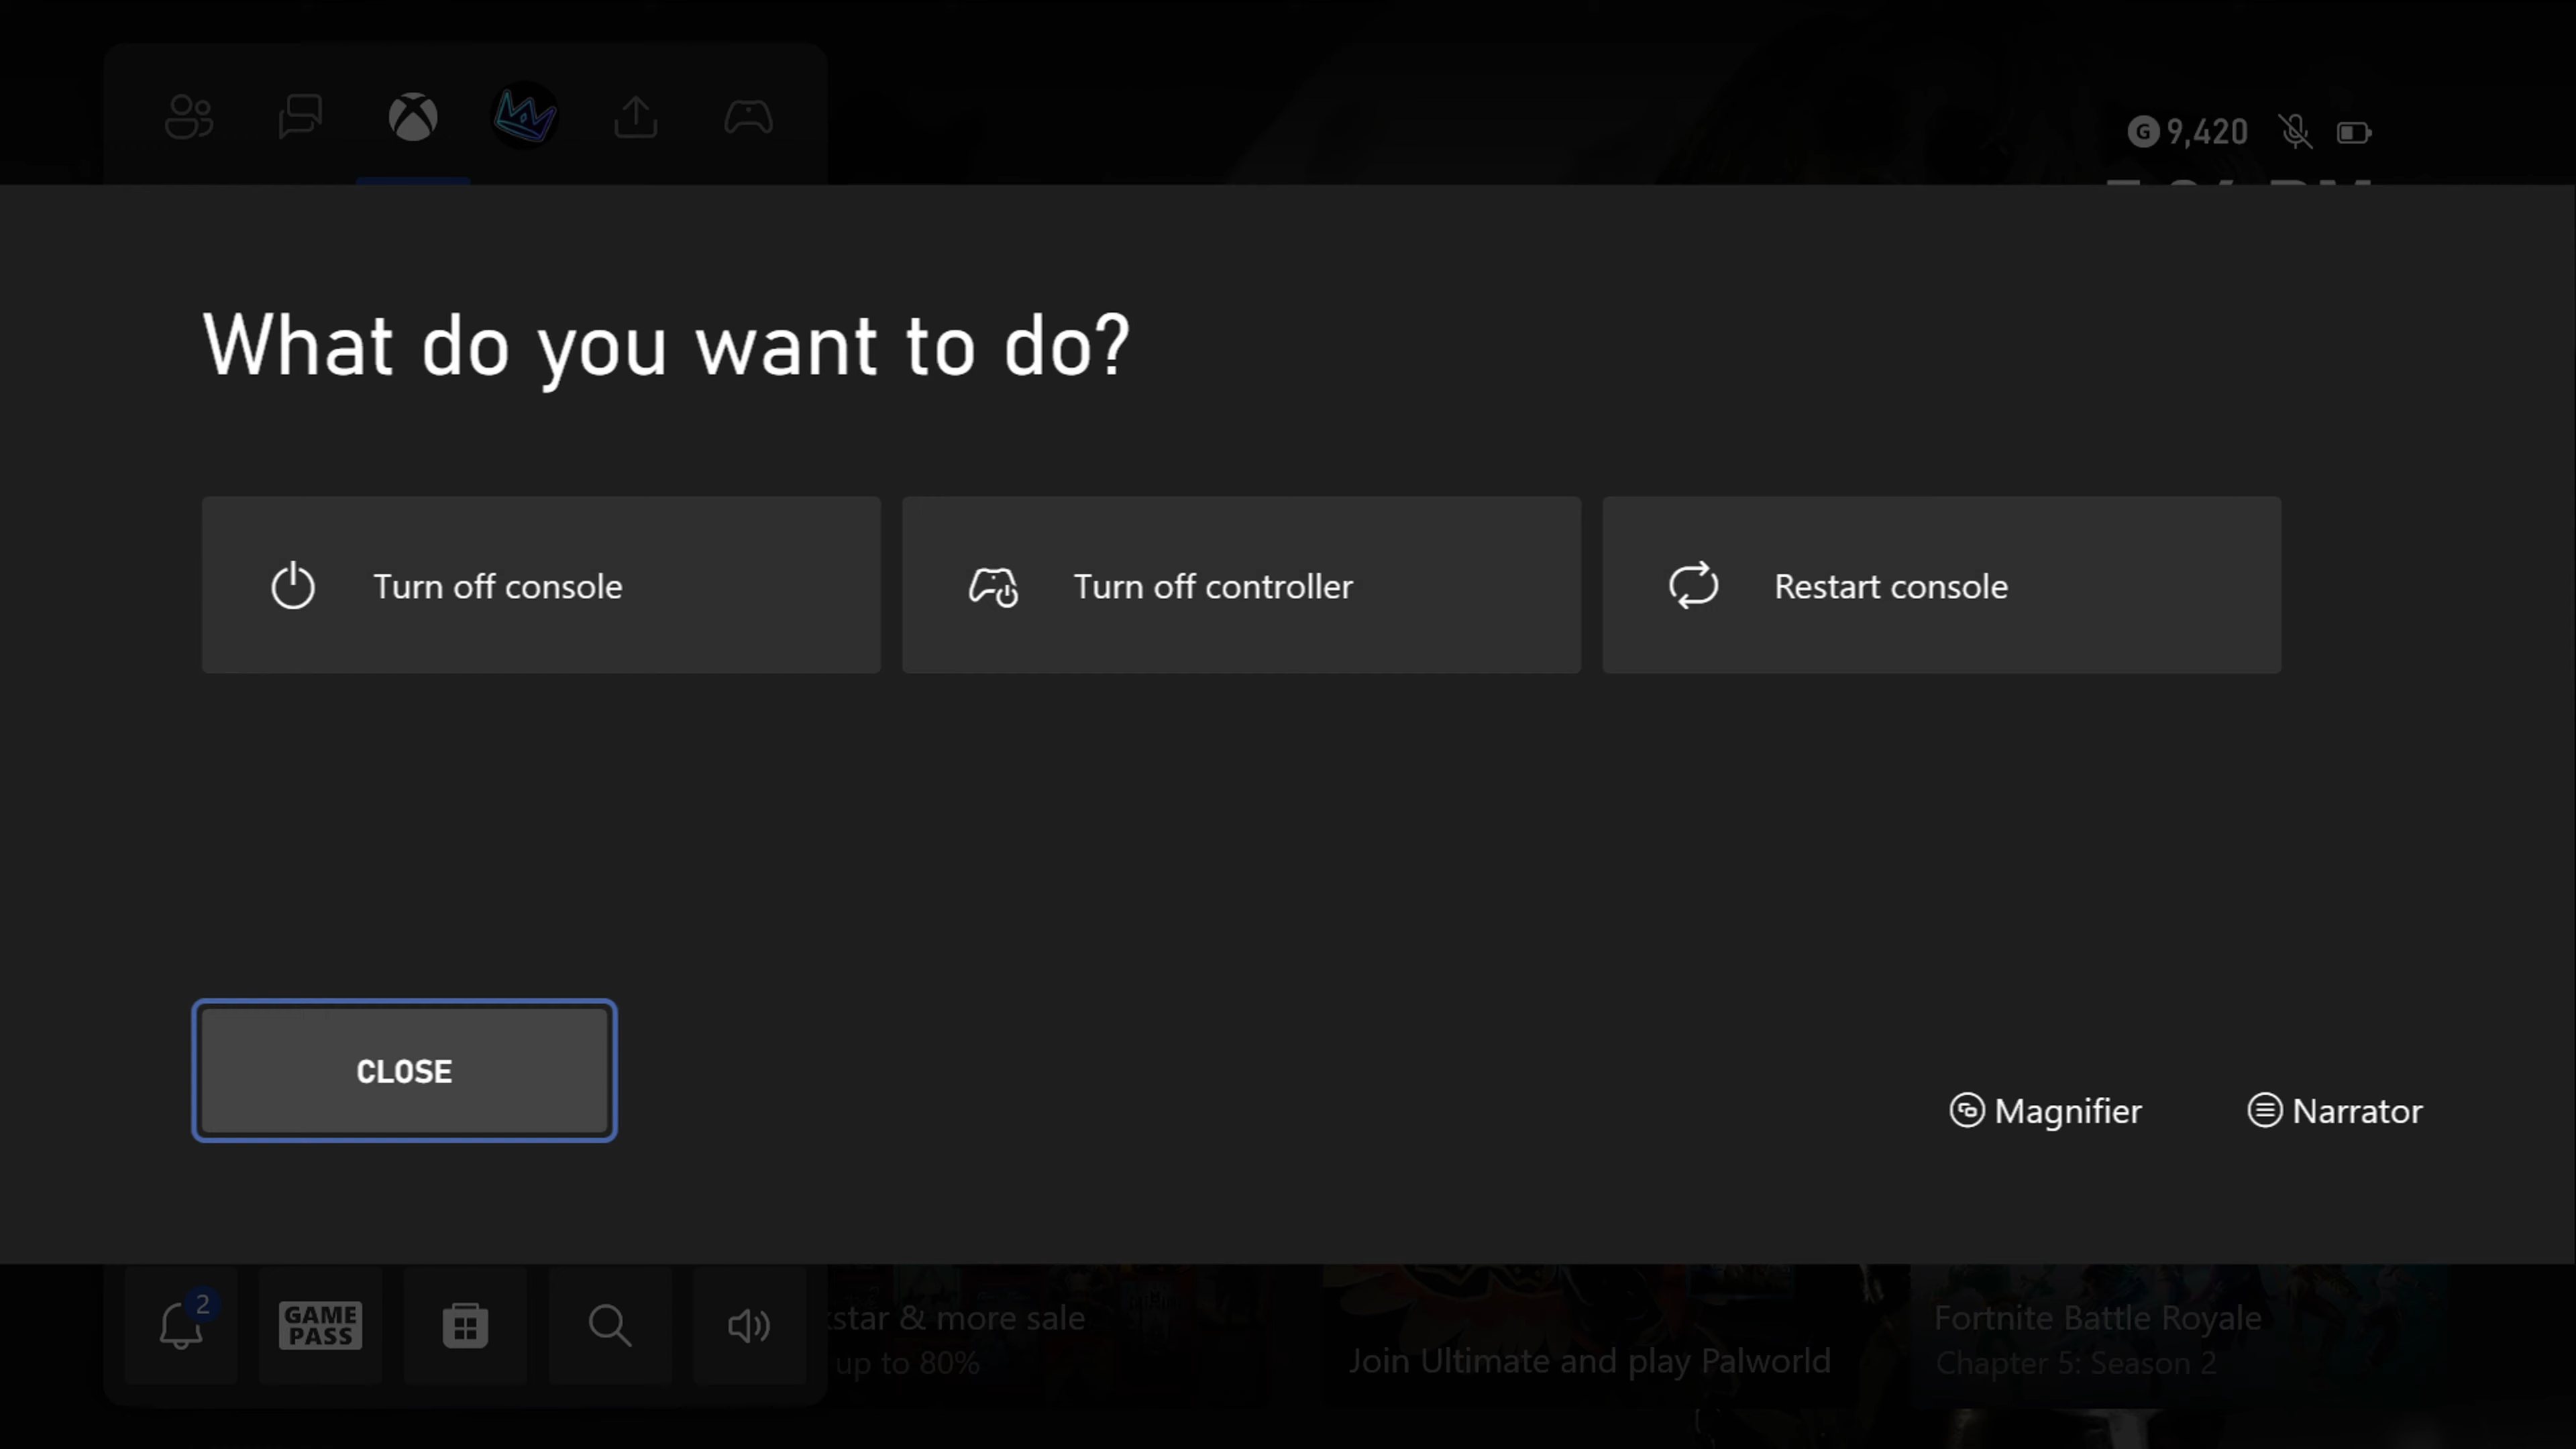 G 9,420
What do you want to do?
Turn off console
Turn off controller
Restart console
CLOSE
Magnifier
Narrator
2
GAME
PASS
kstar & more sale
up to 80%
Join Ultimate and play Palworld
Fortnite Battle Royale
Chapter 5: Season 2